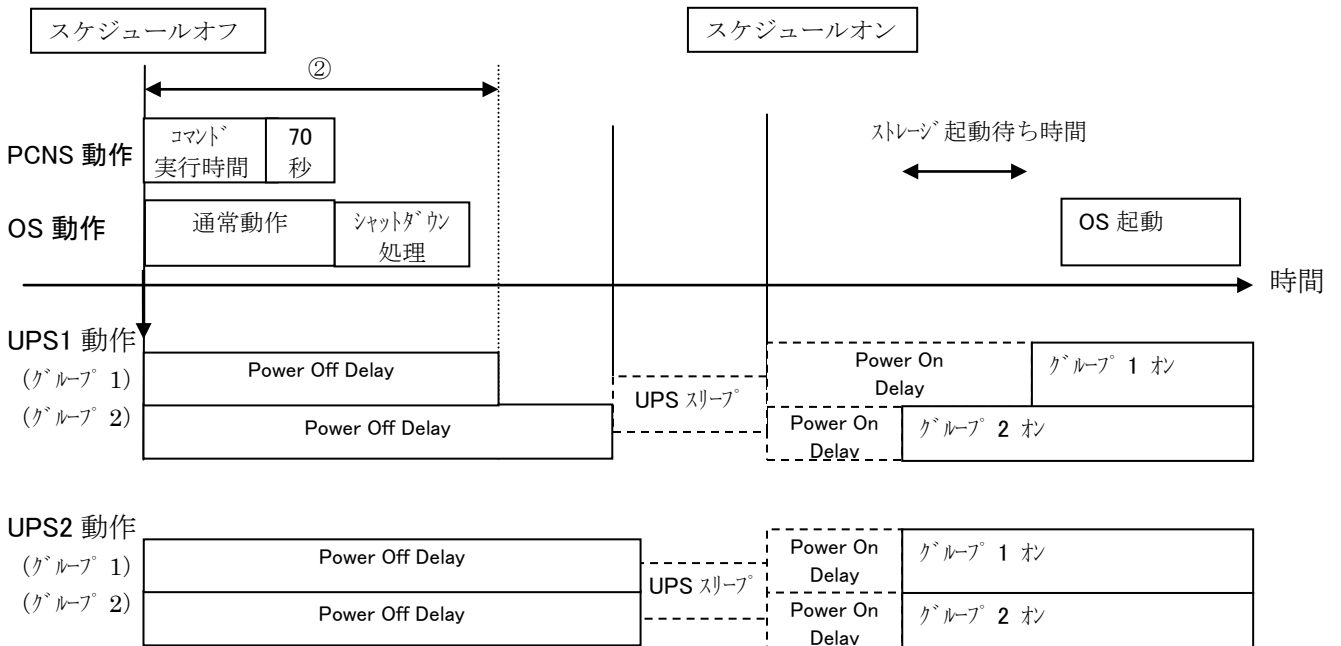 スケジュールオフ
スケジュールオン
②
PCNS 動作
コマンド
実行時間
70
秒
ストレージ起動待ち時間
OS 動作
通常動作
シャットダウン
処理
OS 起動
時間
UPS1 動作
(グループ 1)
(グループ 2)
Power Off Delay
Power Off Delay
UPS スリープ
Power On
Delay
グループ 1 オン
Power On
Delay
グループ 2 オン
UPS2 動作
(グループ 1)
(グループ 2)
Power Off Delay
Power Off Delay
UPS スリープ
Power On
Delay
グループ 1 オン
Power On
Delay
グループ 2 オン